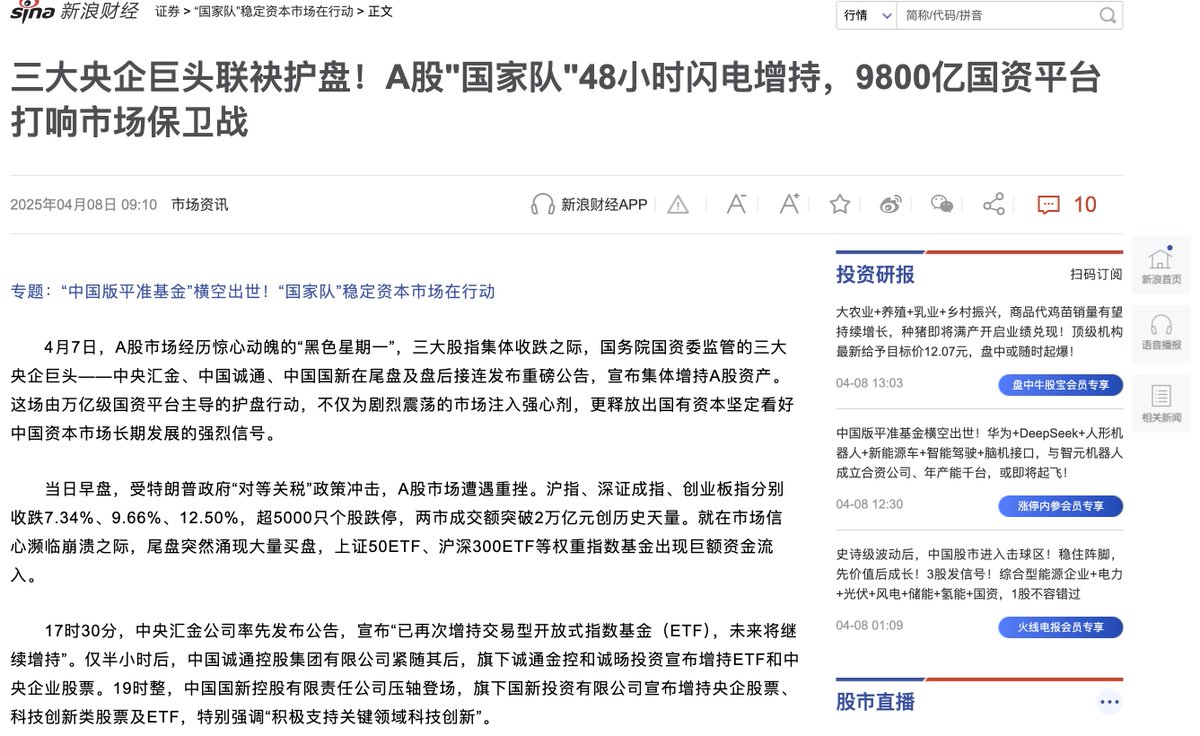 sina 新浪财经 证券 > “国家队”稳定资本市场在行动 > 正文
行情 简称/代码/拼音
三大央企巨头联袂护盘！A股"国家队"48小时闪电增持，9800亿国资平台
打响市场保卫战
2025年04月08日 09:10 市场资讯
新浪财经APP A- A+ 10
专题：“中国版平准基金”横空出世！“国家队”稳定资本市场在行动
4月7日，A股市场经历惊心动魄的“黑色星期一”，三大股指集体收跌之际，国务院国资委监管的三大
央企巨头——中央汇金、中国诚通、中国国新在尾盘及盘后接连发布重磅公告，宣布集体增持A股资产。
这场由万亿级国资平台主导的护盘行动，不仅为剧烈震荡的市场注入强心剂，更释放出国有资本坚定看好
中国资本市场长期发展的强烈信号。
当日早盘，受特朗普政府“对等关税”政策冲击，A股市场遭遇重挫。沪指、深证成指、创业板指分别
收跌7.34%、9.66%、12.50%，超5000只个股跌停，两市成交额突破2万亿元创历史天量。就在市场信
心濒临崩溃之际，尾盘突然涌现大量买盘，上证50ETF、沪深300ETF等权重指数基金出现巨额资金流
入。
17时30分，中央汇金公司率先发布公告，宣布“已再次增持交易型开放式指数基金（ETF），未来将继
续增持”。仅半小时后，中国诚通控股集团有限公司紧随其后，旗下诚通金控和诚旸投资宣布增持ETF和中
央企业股票。19时整，中国国新控股有限责任公司压轴登场，旗下国新投资有限公司宣布增持央企股票、
科技创新类股票及ETF，特别强调“积极支持关键领域科技创新”。
投资研报 扫码订阅
大农业+养殖+乳业+乡村振兴，商品代鸡苗销量有望
持续增长，种猪即将满产开启业绩兑现！顶级机构
最新给予目标价12.07元，盘中或随时起爆！
04-08 13:03 盘中牛股宝会员专享
中国版平准基金横空出世！华为+DeepSeek+人形机
器人+新能源车+智能驾驶+脑机接口，与智元机器人
成立合资公司、年产能千台，或即将起飞！
04-08 12:30 涨停内参会员专享
史诗级波动后，中国股市进入击球区！稳住阵脚，
先价值后成长！3股发信号！综合型能源企业+电力
+光伏+风电+储能+氢能+国资，1股不容错过
04-08 01:09 火线电报会员专享
股市直播
新浪首页
语音播报
相关新闻